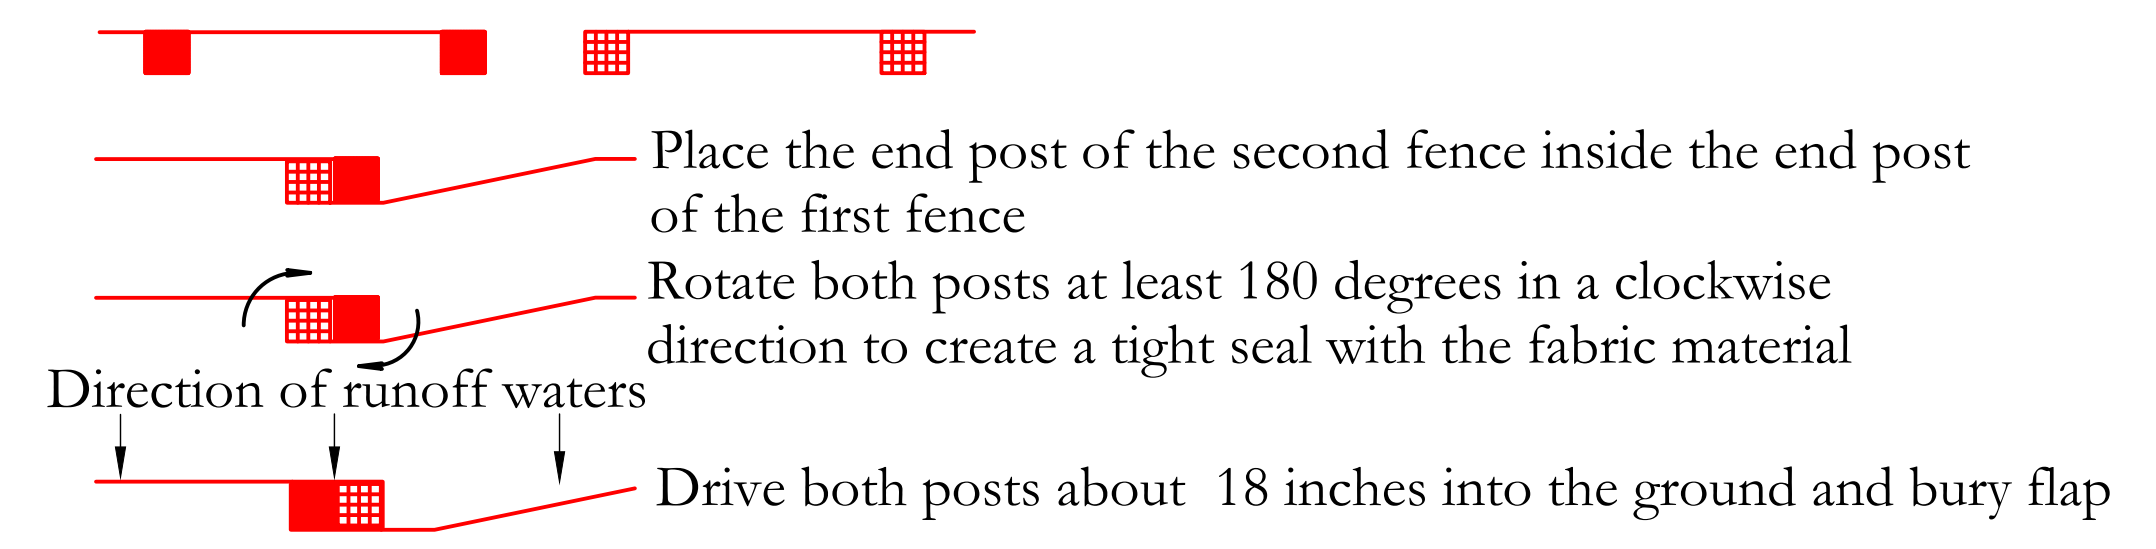 Place the end post of the second fence inside the end post
of the first fence
Rotate both posts at least 180 degrees in a clockwise
direction to create a tight seal with the fabric material
Direction of runoff waters
Drive both posts about  18 inches into the ground and bury flap